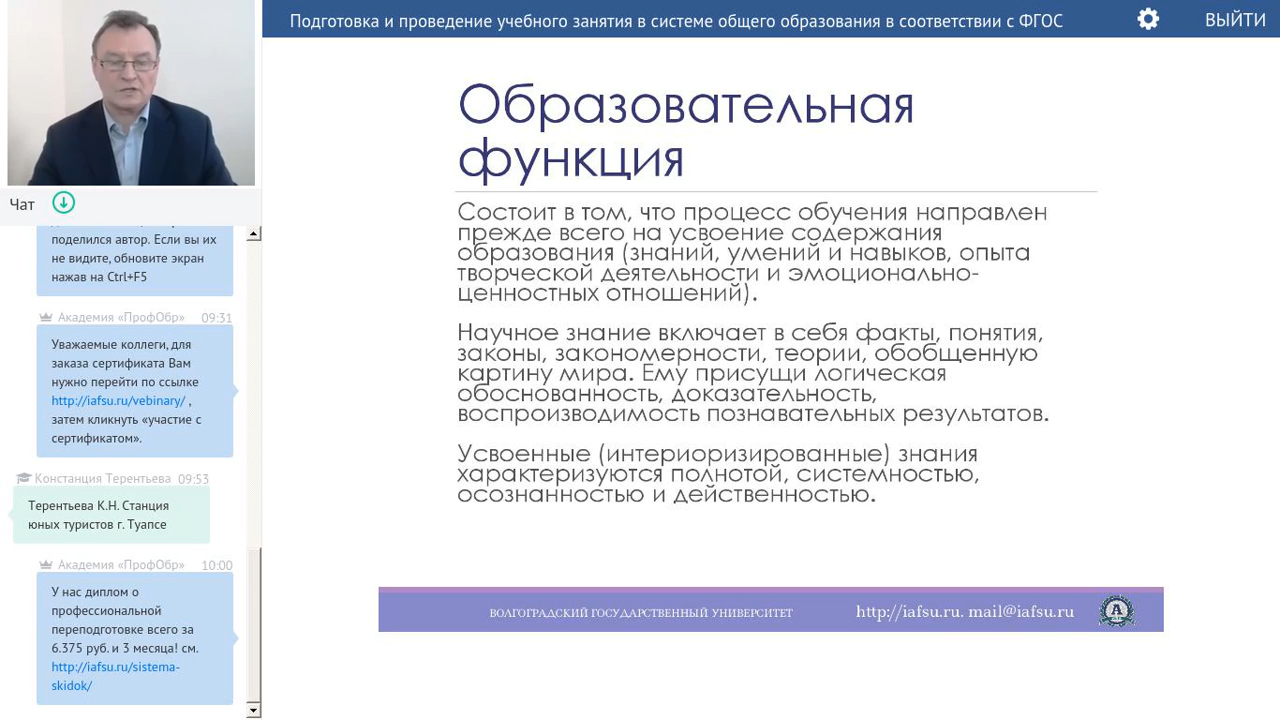 Подготовка и проведение учебного занятия в системе общего образования в соответствии с ФГОС
ВЫЙТИ
Чат
поделился автор. Если вы их
не видите, обновите экран
нажав на Ctrl+F5
Академия «ПрофОбр» 09:31
Уважаемые коллеги, для
заказа сертификата Вам
нужно перейти по ссылке
http://iafsu.ru/vebinary/ ,
затем кликнуть «участие с
сертификатом».
Констанция Терентьева 09:53
Терентьева К.Н. Станция
юных туристов г. Туапсе
Академия «ПрофОбр» 10:00
У нас диплом о
профессиональной
переподготовке всего за
6.375 руб. и 3 месяца! см.
http://iafsu.ru/sistema-
skidok/
Образовательная
функция
Состоит в том, что процесс обучения направлен
прежде всего на усвоение содержания
образования (знаний, умений и навыков, опыта
творческой деятельности и эмоционально-
ценностных отношений).
Научное знание включает в себя факты, понятия,
законы, закономерности, теории, обобщенную
картину мира. Ему присущи логическая
обоснованность, доказательность,
воспроизводимость познавательных результатов.
Усвоенные (интериоризированные) знания
характеризуются полнотой, системностью,
осознанностью и действенностью.
ВОЛГОГРАДСКИЙ ГОСУДАРСТВЕННЫЙ УНИВЕРСИТЕТ
http://iafsu.ru. mail@iafsu.ru